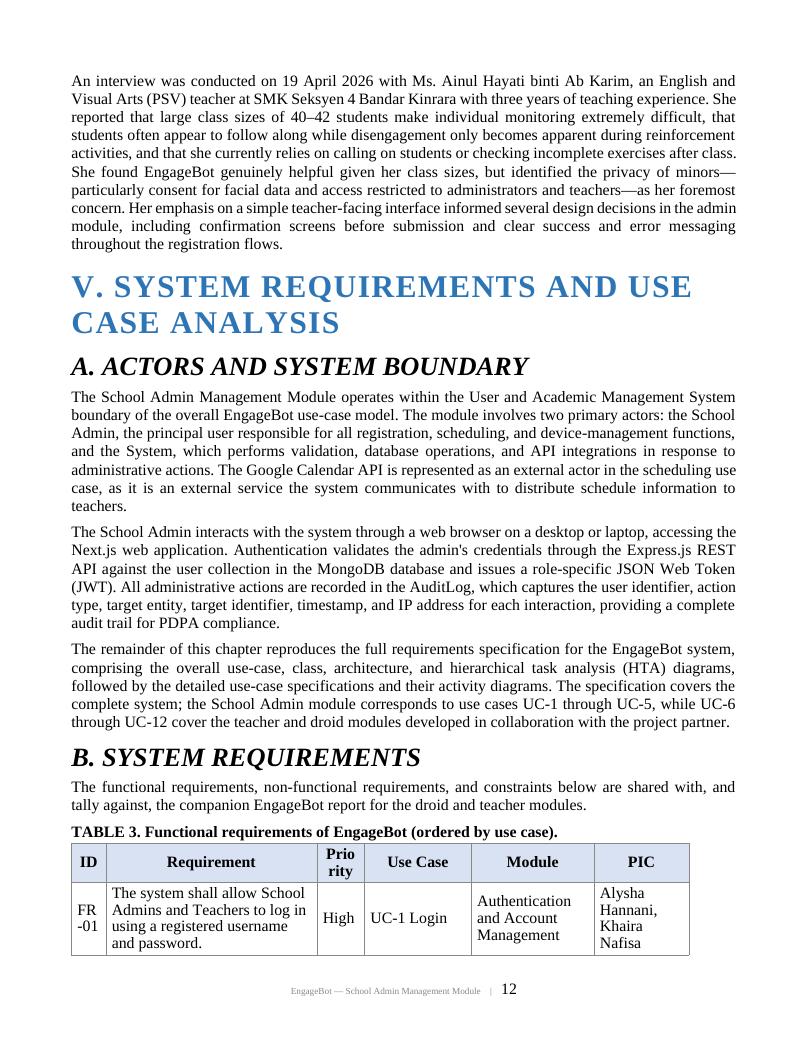 An interview was conducted on 19 April 2026 with Ms. Ainul Hayati binti Ab Karim, an English and
Visual Arts (PSV) teacher at SMK Seksyen 4 Bandar Kinrara with three years of teaching experience. She
reported that large class sizes of 40–42 students make individual monitoring extremely difficult, that
students often appear to follow along while disengagement only becomes apparent during reinforcement
activities, and that she currently relies on calling on students or checking incomplete exercises after class.
She found EngageBot genuinely helpful given her class sizes, but identified the privacy of minors—
particularly consent for facial data and access restricted to administrators and teachers—as her foremost
concern. Her emphasis on a simple teacher-facing interface informed several design decisions in the admin
module, including confirmation screens before submission and clear success and error messaging
throughout the registration flows.
V. SYSTEM REQUIREMENTS AND USE
CASE ANALYSIS
A. ACTORS AND SYSTEM BOUNDARY
The School Admin Management Module operates within the User and Academic Management System
boundary of the overall EngageBot use-case model. The module involves two primary actors: the School
Admin, the principal user responsible for all registration, scheduling, and device-management functions,
and the System, which performs validation, database operations, and API integrations in response to
administrative actions. The Google Calendar API is represented as an external actor in the scheduling use
case, as it is an external service the system communicates with to distribute schedule information to
teachers.
The School Admin interacts with the system through a web browser on a desktop or laptop, accessing the
Next.js web application. Authentication validates the admin's credentials through the Express.js REST
API against the user collection in the MongoDB database and issues a role-specific JSON Web Token
(JWT). All administrative actions are recorded in the AuditLog, which captures the user identifier, action
type, target entity, target identifier, timestamp, and IP address for each interaction, providing a complete
audit trail for PDPA compliance.
The remainder of this chapter reproduces the full requirements specification for the EngageBot system,
comprising the overall use-case, class, architecture, and hierarchical task analysis (HTA) diagrams,
followed by the detailed use-case specifications and their activity diagrams. The specification covers the
complete system; the School Admin module corresponds to use cases UC-1 through UC-5, while UC-6
through UC-12 cover the teacher and droid modules developed in collaboration with the project partner.
B. SYSTEM REQUIREMENTS
The functional requirements, non-functional requirements, and constraints below are shared with, and
tally against, the companion EngageBot report for the droid and teacher modules.
TABLE 3. Functional requirements of EngageBot (ordered by use case).
ID
Requirement
Prio
rity
Use Case
Module
PIC
FR
-01
The system shall allow School
Admins and Teachers to log in
using a registered username
and password.
High
UC-1 Login
Authentication
and Account
Management
Alysha
Hannani,
Khaira
Nafisa
EngageBot — School Admin Management Module | 12